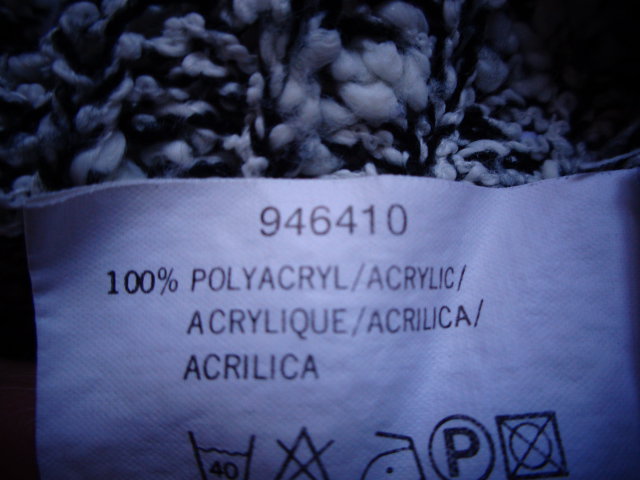 946410
100% POLYACRYL/ACRYLIC/
ACRYLIQUE/ACRILICA/
ACRILICA
40 P